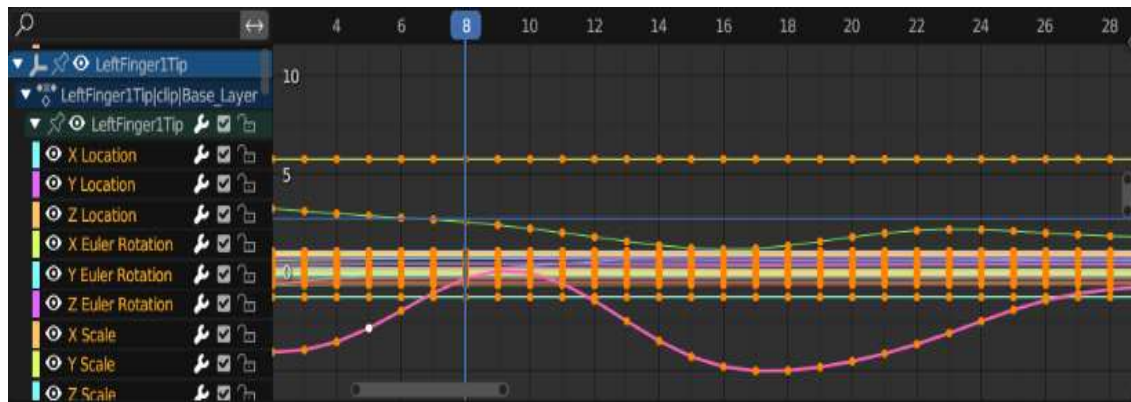 4 6 8 10 12 14 16 18 20 22 24 26 28
LeftFinger1Tip
LeftFinger1Tip|clip|Base_Layer
LeftFinger1Tip
X Location
Y Location
Z Location
X Euler Rotation
Y Euler Rotation
Z Euler Rotation
X Scale
Y Scale
Z Scale
10
5
0